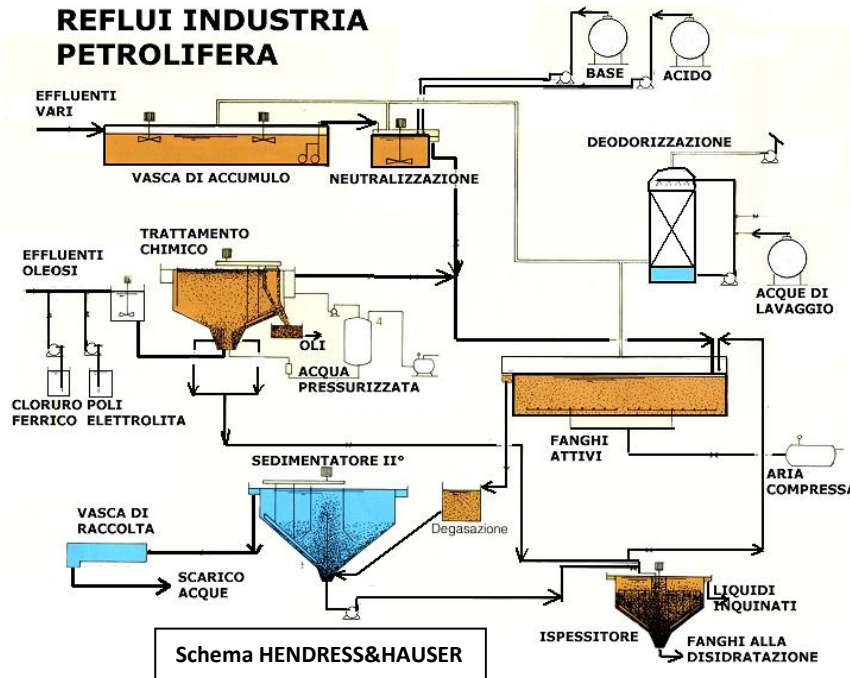 REFLUI INDUSTRIA
PETROLIFERA
BASE
ACIDO
EFFLUENTI
VARI
VASCA DI ACCUMULO
NEUTRALIZZAZIONE
DEODORIZZAZIONE
TRATTAMENTO
CHIMICO
EFFLUENTI
OLEOSI
ACQUE DI
LAVAGGIO
OLI
4
ACQUA
PRESSURIZZATA
CLORURO
FERRICO
POLI
ELETTROLITA
FANGHI
ATTIVI
ARIA
COMPRESSA
SEDIMENTATORE II°
Degasazione
VASCA DI
RACCOLTA
SCARICO
ACQUE
LIQUIDI
INQUINATI
ISPESSITORE
FANGHI ALLA
DISIDRATAZIONE
Schema HENDRESS&HAUSER